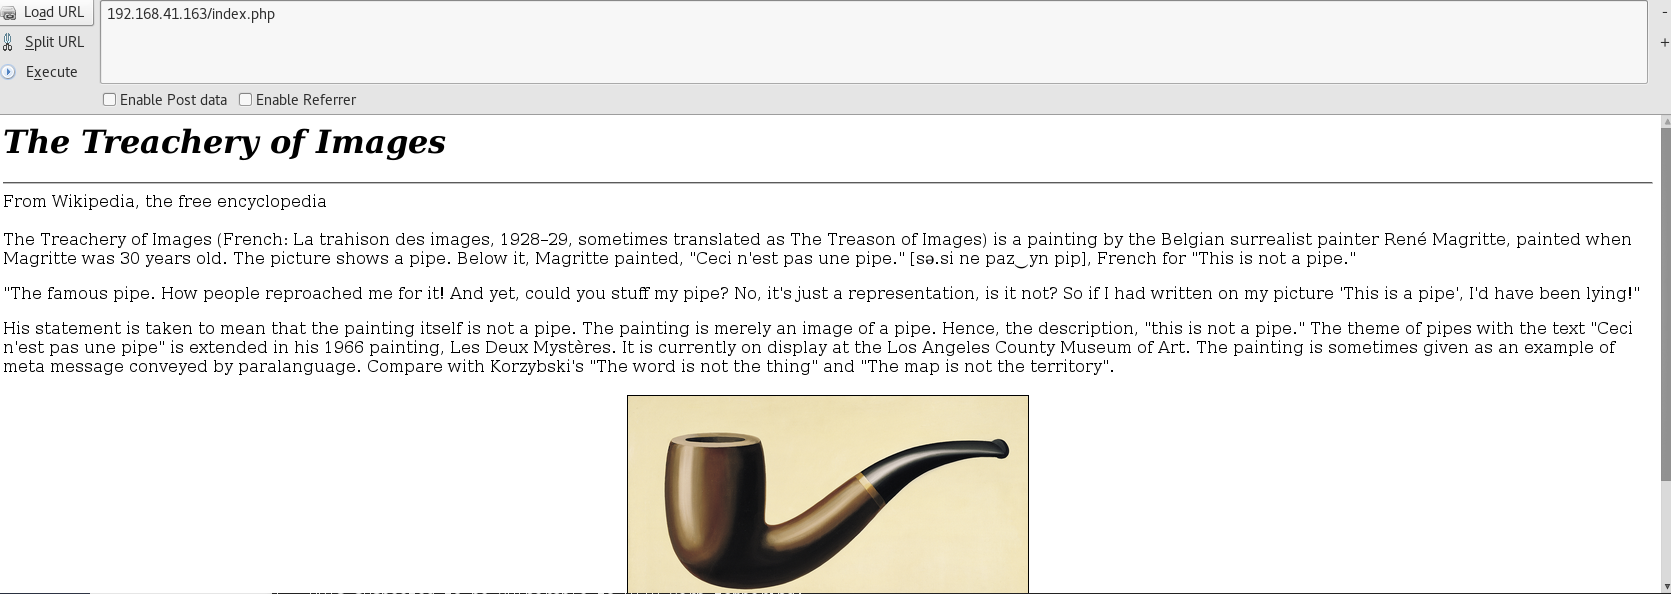 Load URL
192.168.41.163/index.php
-
Split URL
+
Execute
Enable Post data
Enable Referrer
The Treachery of Images
From Wikipedia, the free encyclopedia
The Treachery of Images (French: La trahison des images, 1928–29, sometimes translated as The Treason of Images) is a painting by the Belgian surrealist painter René Magritte, painted when
Magritte was 30 years old. The picture shows a pipe. Below it, Magritte painted, "Ceci n'est pas une pipe." [sə.si ne paz‿yn pip], French for "This is not a pipe."
"The famous pipe. How people reproached me for it! And yet, could you stuff my pipe? No, it's just a representation, is it not? So if I had written on my picture 'This is a pipe', I'd have been lying!"
His statement is taken to mean that the painting itself is not a pipe. The painting is merely an image of a pipe. Hence, the description, "this is not a pipe." The theme of pipes with the text "Ceci
n'est pas une pipe" is extended in his 1966 painting, Les Deux Mystères. It is currently on display at the Los Angeles County Museum of Art. The painting is sometimes given as an example of
meta message conveyed by paralanguage. Compare with Korzybski's "The word is not the thing" and "The map is not the territory".